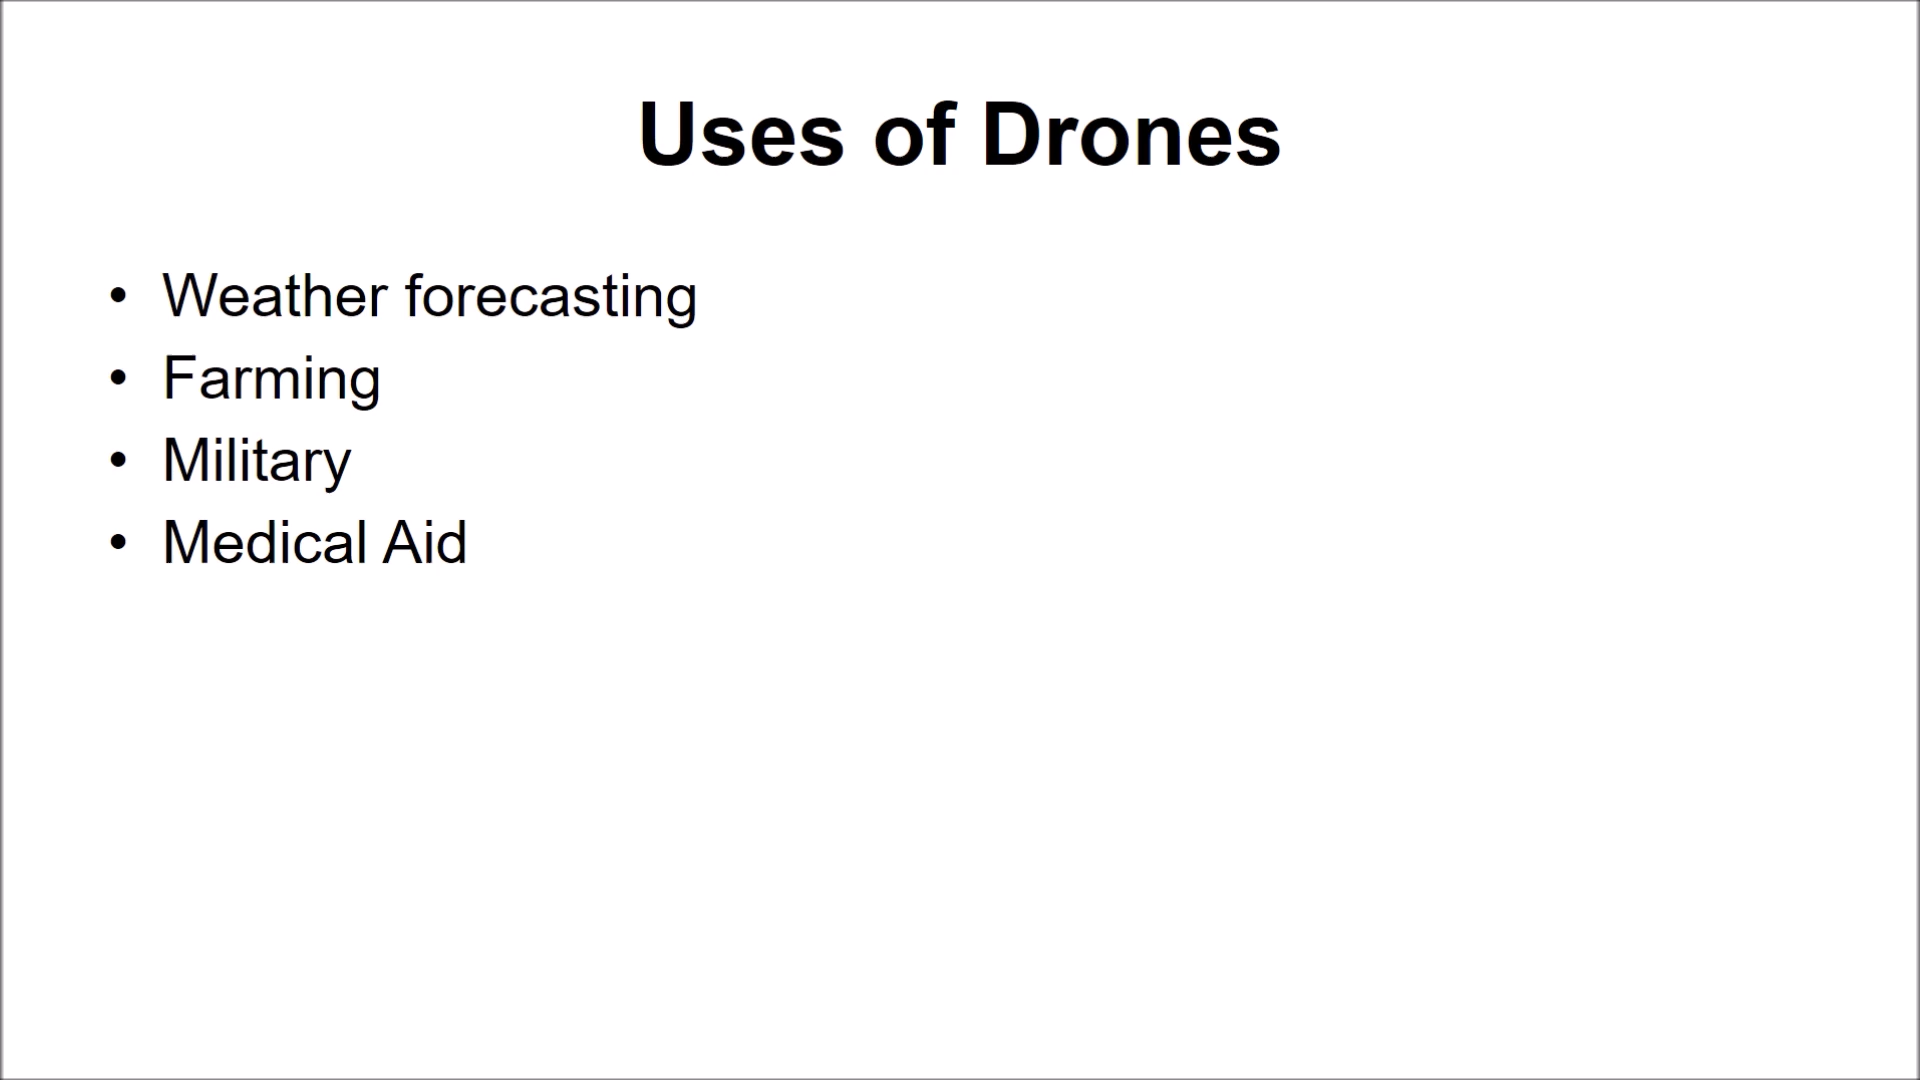 Uses of Drones
• Weather forecasting
• Farming
• Military
• Medical Aid